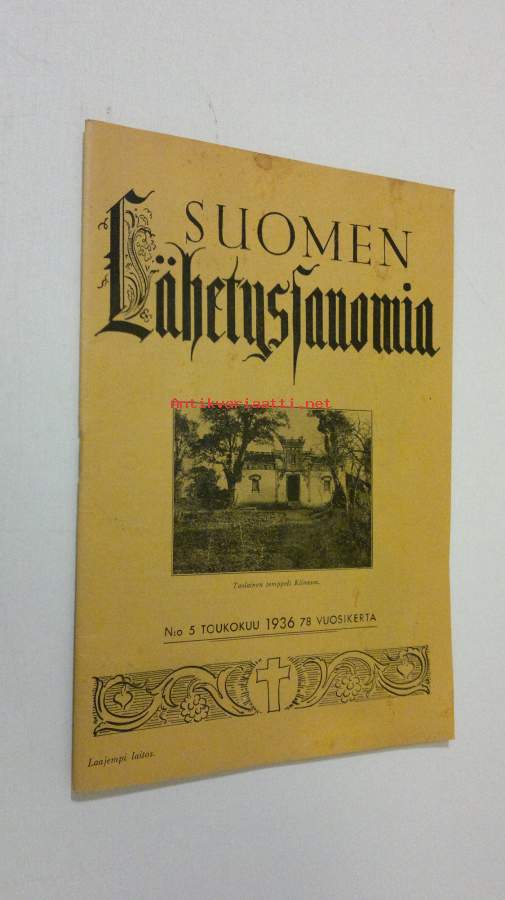 SUOMEN
Lähetyssanomia
Antikvariaatti.net
Taolainen temppeli Kiinassa.
N:o 5 TOUKOKUU 1936 78 VUOSIKERTA
Laajempi laitos.